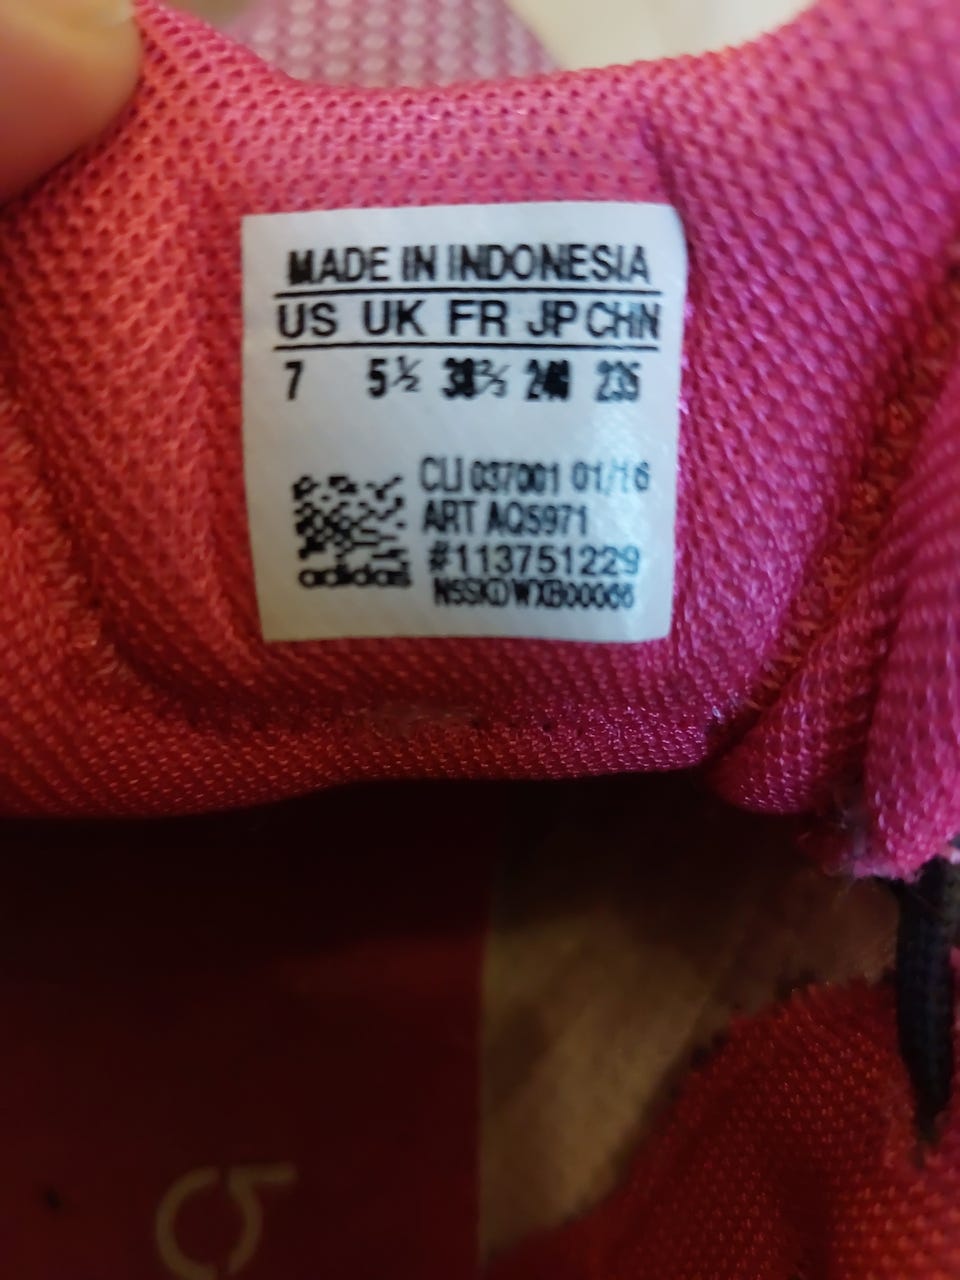 MADE IN INDONESIA
US UK FR JP CHN
7 5½ 38⅔ 240 235
CLI 037001 01/16
ART AQ5971
#113751229
adidas